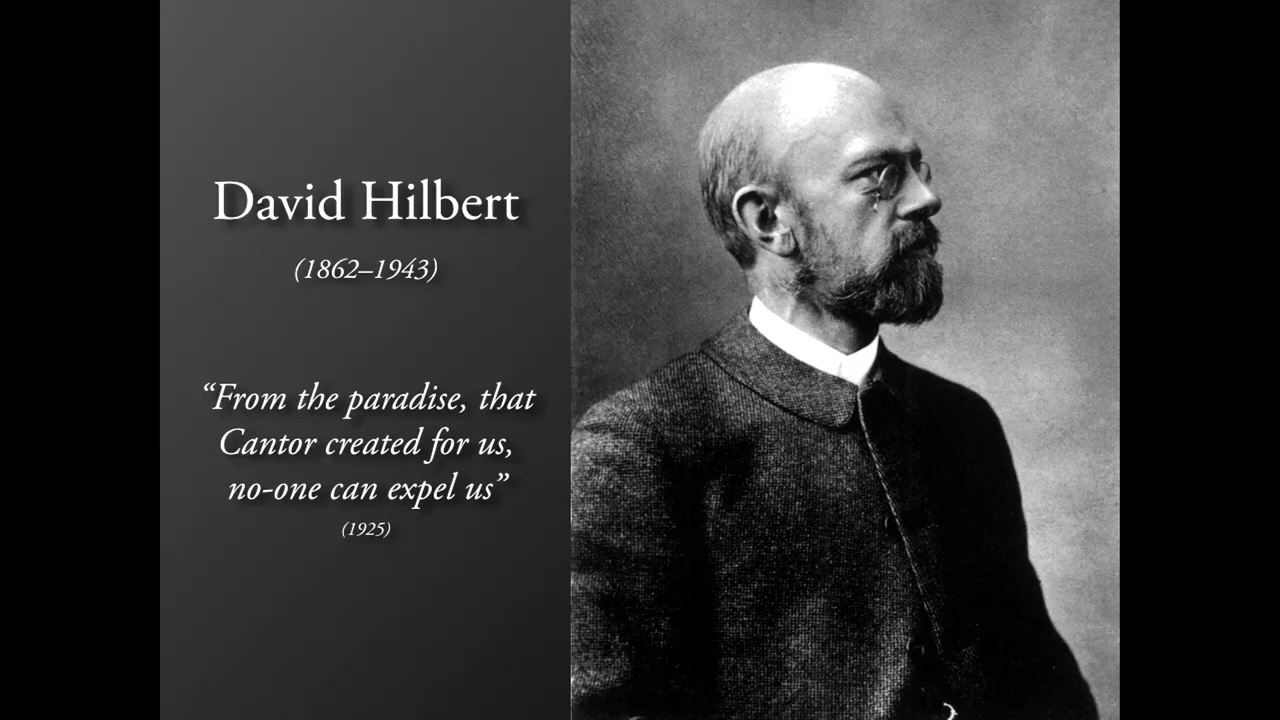 David Hilbert
(1862–1943)
“From the paradise, that
Cantor created for us,
no-one can expel us”
(1925)